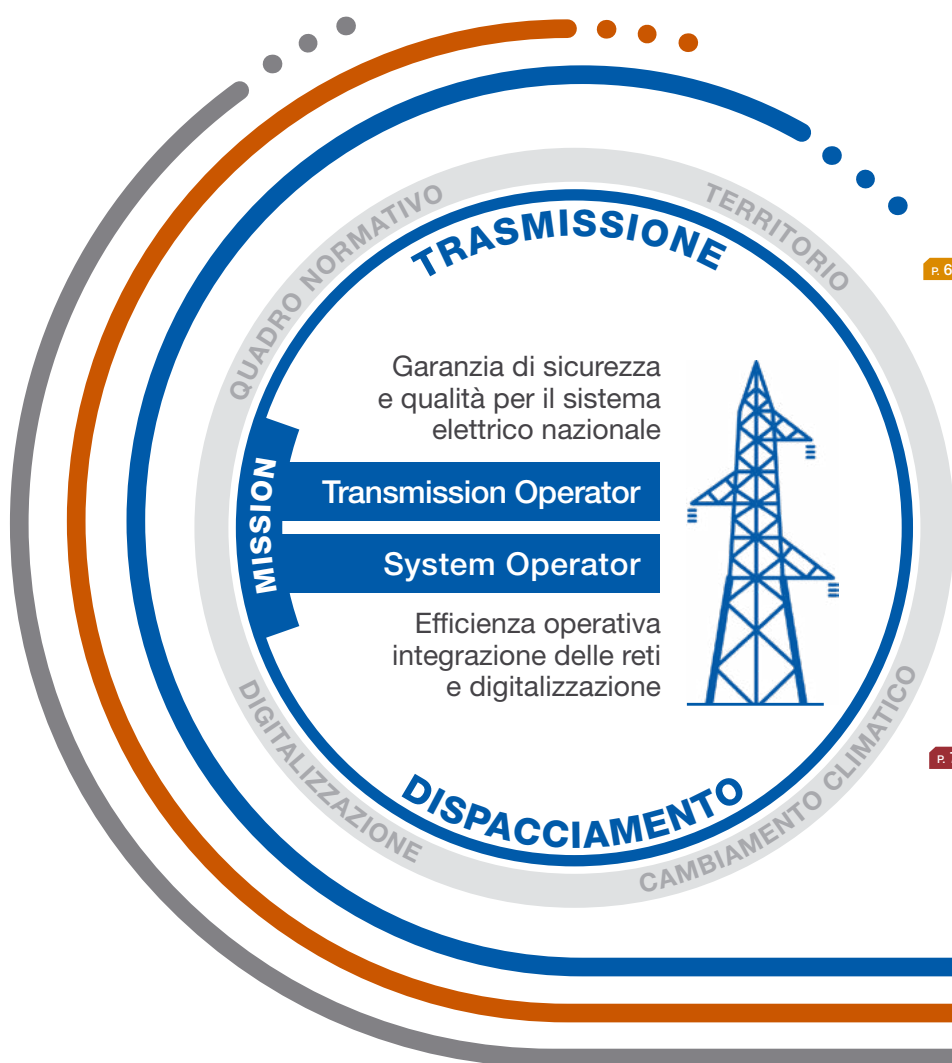 QUADRO NORMATIVO
TERRITORIO
TRASMISSIONE
P. 6
Garanzia di sicurezza
e qualità per il sistema
elettrico nazionale
MISSION
Transmission Operator
System Operator
Efficienza operativa
integrazione delle reti
e digitalizzazione
DISPACCIAMENTO
DIGITALIZZAZIONE
CAMBIAMENTO CLIMATICO